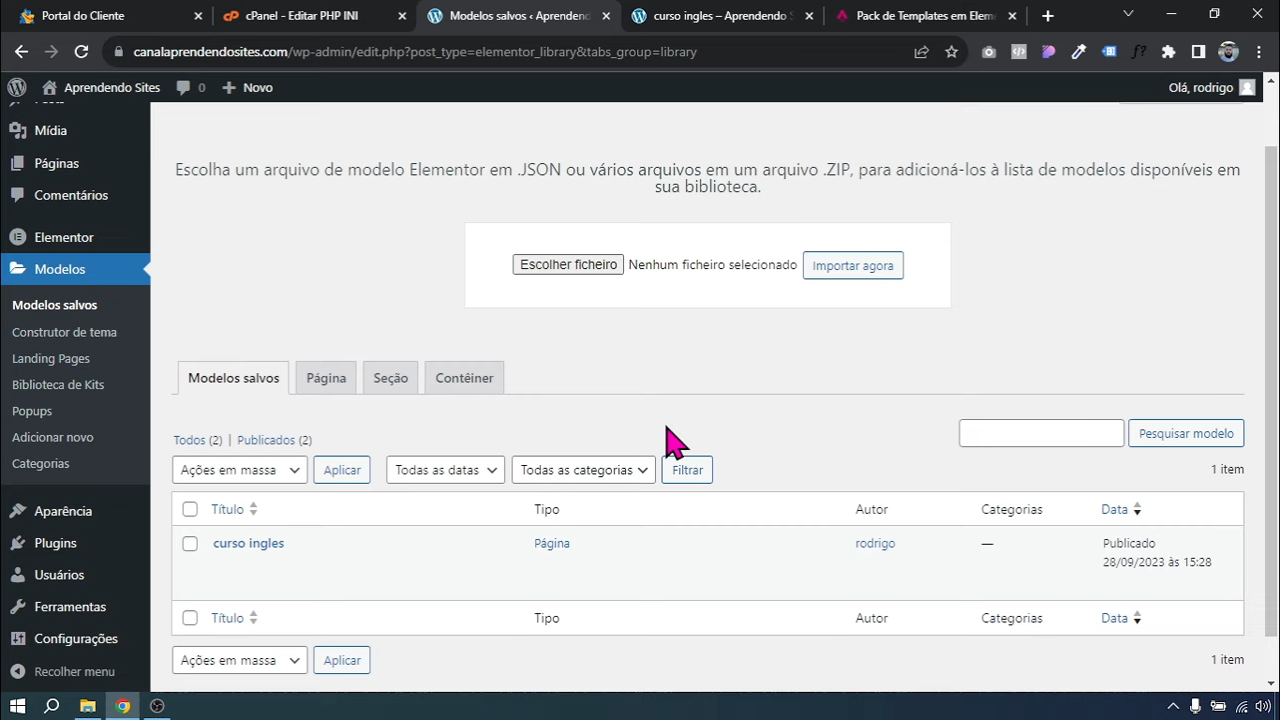 Portal do Cliente
cPanel - Editar PHP INI
Modelos salvos ‹ Aprendend
curso ingles – Aprendendo S
Pack de Templates em Eleme
canalaprendendosites.com/wp-admin/edit.php?post_type=elementor_library&tabs_group=library
Aprendendo Sites
0
Novo
Olá, rodrigo
Mídia
Páginas
Comentários
Elementor
Modelos
Modelos salvos
Construtor de tema
Landing Pages
Biblioteca de Kits
Popups
Adicionar novo
Categorias
Aparência
Plugins
Usuários
Ferramentas
Configurações
Recolher menu
Escolha um arquivo de modelo Elementor em .JSON ou vários arquivos em um arquivo .ZIP, para adicioná-los à lista de modelos disponíveis em
sua biblioteca.
Escolher ficheiro Nenhum ficheiro selecionado Importar agora
Modelos salvos Página Seção Contêiner
Todos (2) | Publicados (2)
Pesquisar modelo
Ações em massa Aplicar Todas as datas Todas as categorias Filtrar
1 item
Título Tipo Autor Categorias Data
curso ingles Página rodrigo — Publicado
28/09/2023 às 15:28
Título Tipo Autor Categorias Data
Ações em massa Aplicar
1 item